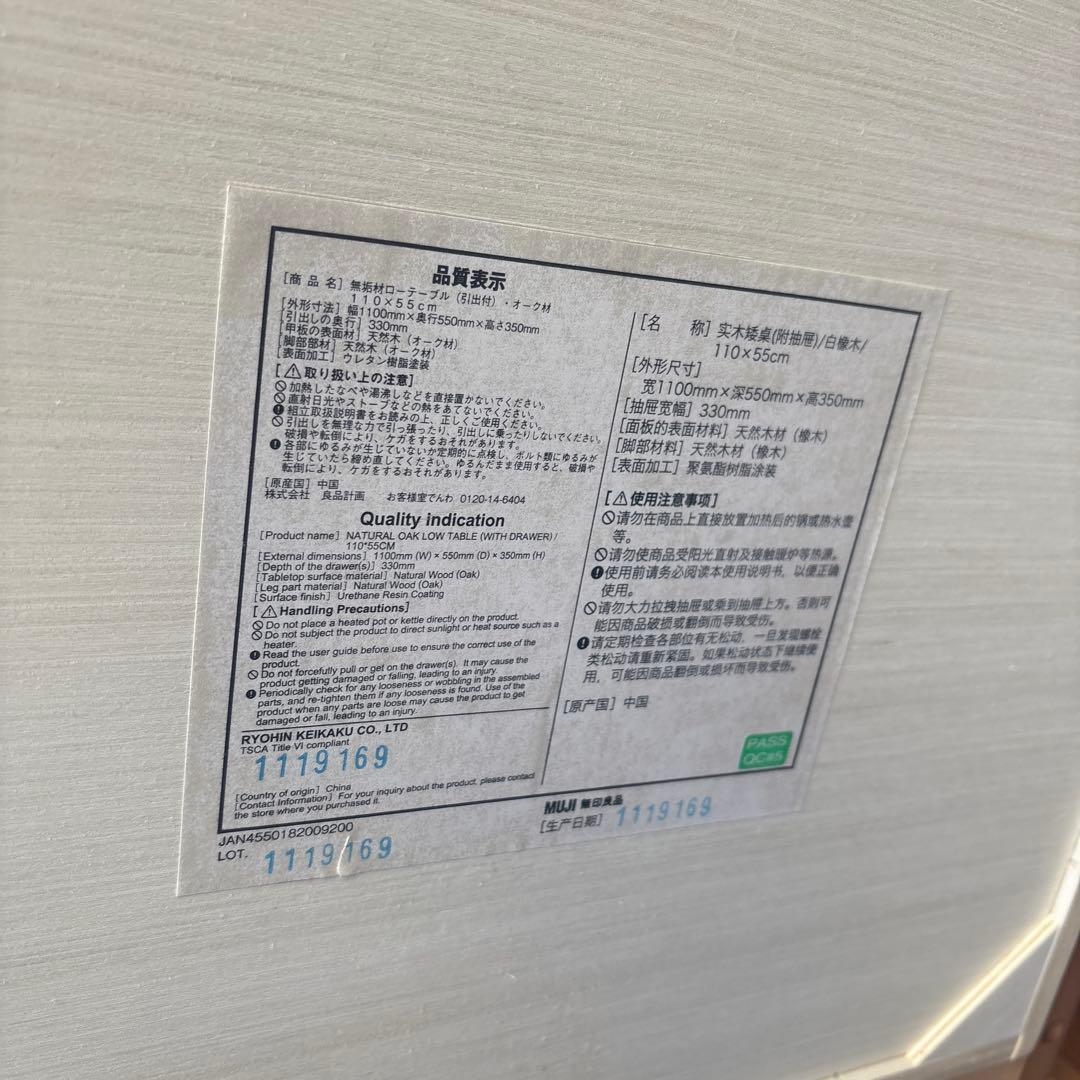 品質表示
[商 品 名] 無垢材ローテーブル（引出付）・オーク材
110×55cm
[外形寸法] 幅1100mm×奥行550mm×高さ350mm
[引出しの奥行] 330mm
[甲板の表面材] 天然木（オーク材）
[脚部部材] 天然木（オーク材）
[表面加工] ウレタン樹脂塗装
[⚠取り扱い上の注意]
加熱したなべや湯沸しなどを直接置かないでください。
直射日光やストーブなどの熱をあてないでください。
組立取扱説明書をお読みの上、正しくご使用ください。
引出しを無理な力で引っ張ったり、引出しに乗ったりしないでください。
破損や転倒により、ケガをするおそれがあります。
各部にゆるみが生じていないか定期的に点検し、ボルト類にゆるみが
生じていたら締め直してください。ゆるんだまま使用すると、破損や
転倒により、ケガをするおそれがあります。
[原産国] 中国
株式会社 良品計画 お客様室でんわ 0120-14-6404
Quality indication
[Product name] NATURAL OAK LOW TABLE (WITH DRAWER) /
110*55CM
[External dimensions] 1100mm (W) × 550mm (D) × 350mm (H)
[Depth of the drawer(s)] 330mm
[Tabletop surface material] Natural Wood (Oak)
[Leg part material] Natural Wood (Oak)
[Surface finish] Urethane Resin Coating
[⚠Handling Precautions]
Do not place a heated pot or kettle directly on the product.
Do not subject the product to direct sunlight or heat source such as a
heater.
Read the user guide before use to ensure the correct use of the
product.
Do not forcefully pull or get on the drawer(s). It may cause the
product getting damaged or falling, leading to an injury.
Periodically check for any looseness or wobbling in the assembled
parts, and re-tighten them if any looseness is found. Use of the
product when any parts are loose may cause the product to get
damaged or fall, leading to an injury.
RYOHIN KEIKAKU CO., LTD
TSCA Title VI compliant
1119169
[Country of origin] China
[Contact Information] For your inquiry about the product, please contact
the store where you purchased it.
JAN4550182009200
LOT. 1119169
[名 称] 实木矮桌(附抽屉)/白橡木/
110×55cm
[外形尺寸]
宽1100mm×深550mm×高350mm
[抽屉宽幅] 330mm
[面板的表面材料] 天然木材（橡木）
[脚部材料] 天然木材（橡木）
[表面加工] 聚氨酯树脂涂装
[⚠使用注意事项]
请勿在商品上直接放置加热后的锅或热水壶
等。
请勿使商品受阳光直射及接触暖炉等热源。
使用前请务必阅读本使用说明书，以便正确
使用。
请勿大力拉拽抽屉或乘到抽屉上方。否则可
能因商品破损或翻倒而导致受伤。
请定期检查各部位有无松动，一旦发现螺栓
类松动请重新紧固。如果松动状态下继续使
用，可能因商品翻倒或损坏而导致受伤。
[原产国] 中国
PASS
QC#5
MUJI 無印良品
[生产日期] 1119169